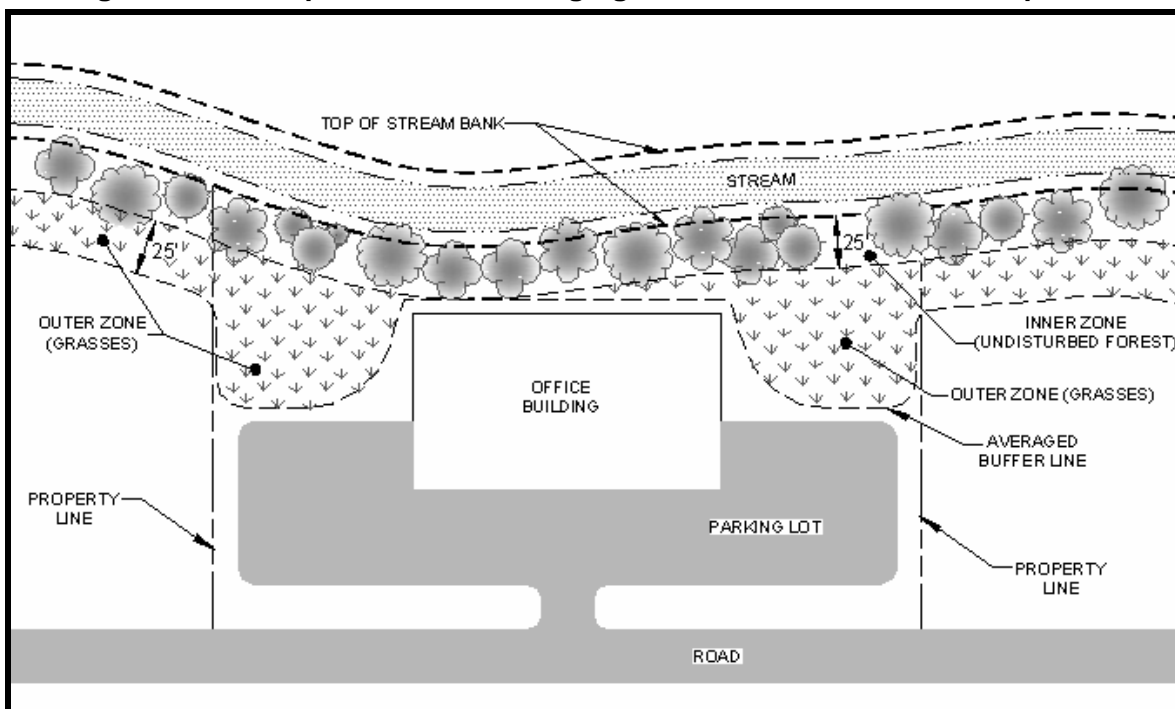 TOP OF STREAM BANK
STREAM
25'
25'
OUTER ZONE
(GRASSES)
INNER ZONE
(UNDISTURBED FOREST)
OFFICE
BUILDING
OUTER ZONE (GRASSES)
AVERAGED
BUFFER LINE
PROPERTY
LINE
PARKING LOT
PROPERTY
LINE
ROAD